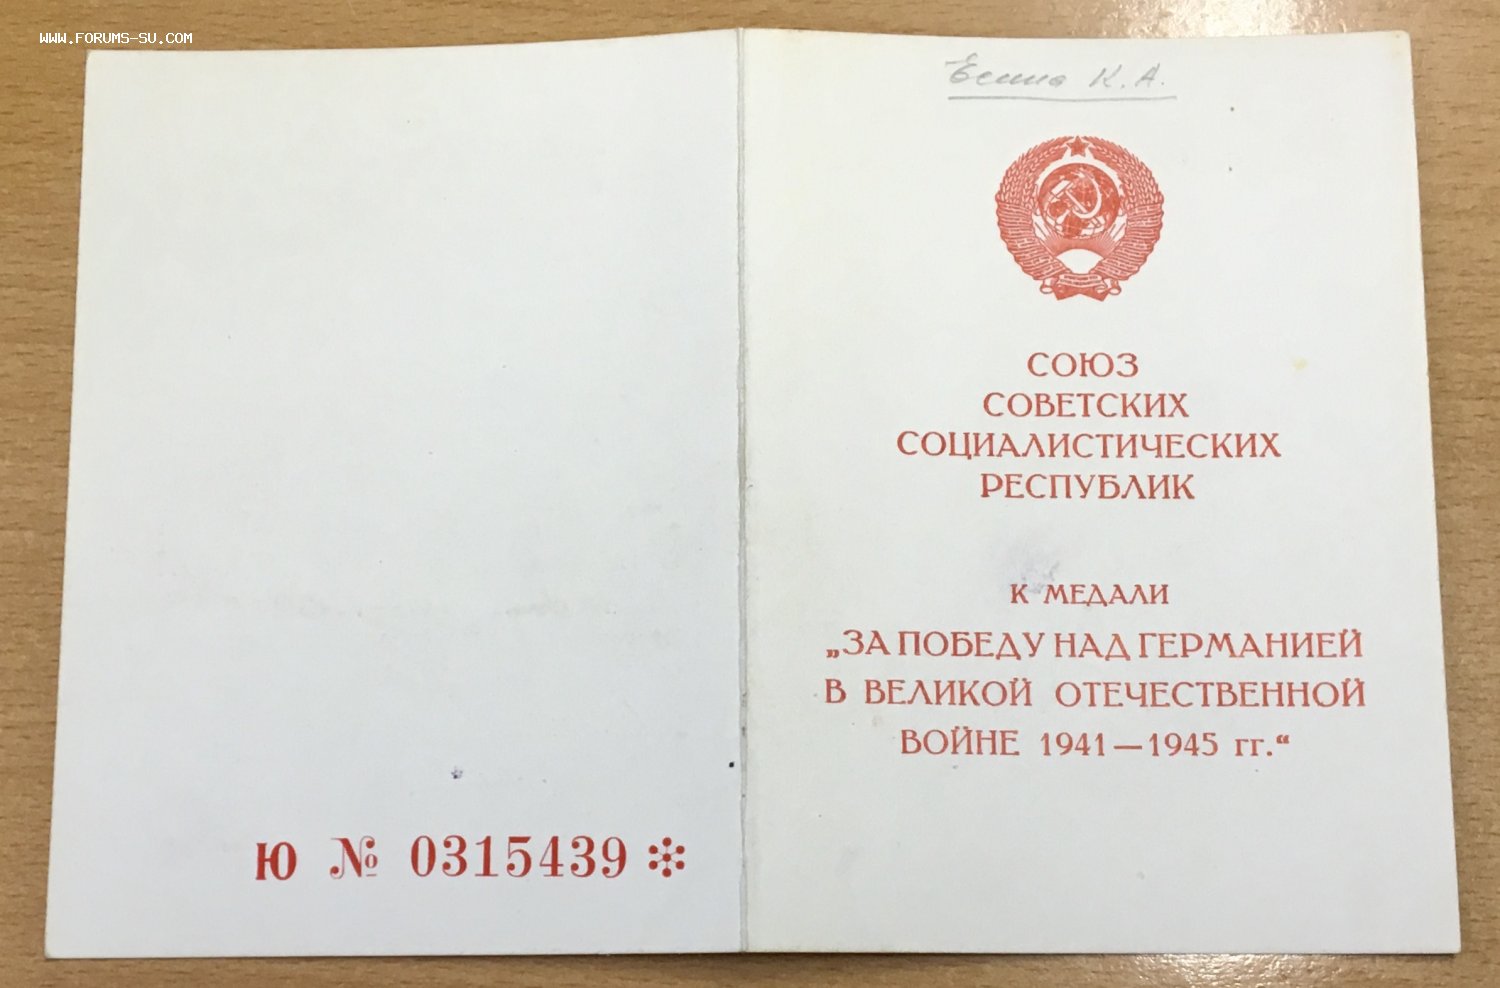 WWW.FORUMS-SU.COM
Ю № 0315439
Есина К. А.
СОЮЗ
СОВЕТСКИХ
СОЦИАЛИСТИЧЕСКИХ
РЕСПУБЛИК
К МЕДАЛИ
„ЗА ПОБЕДУ НАД ГЕРМАНИЕЙ
В ВЕЛИКОЙ ОТЕЧЕСТВЕННОЙ
ВОЙНЕ 1941—1945 гг.“